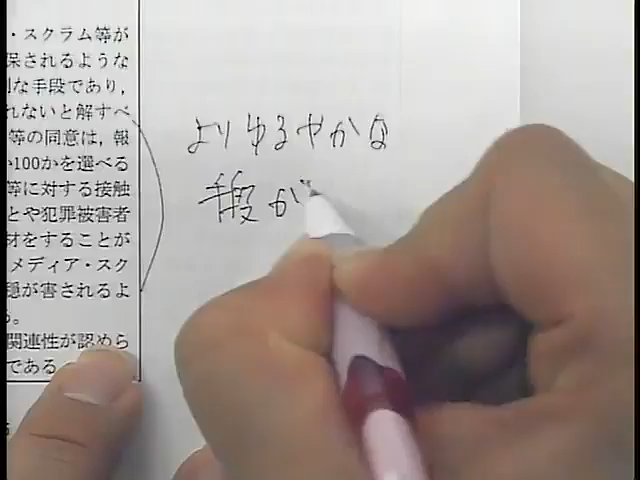 ・スクラム等が
保されるような
な手段であり，
れないと解すべ
等の同意は，報
100かを選べる
等に対する接触
とや犯罪被害者
材をすることが
メディア・スク
穏が害されるよ
。
関連性が認めら
である
よりゆるやかな
手段が